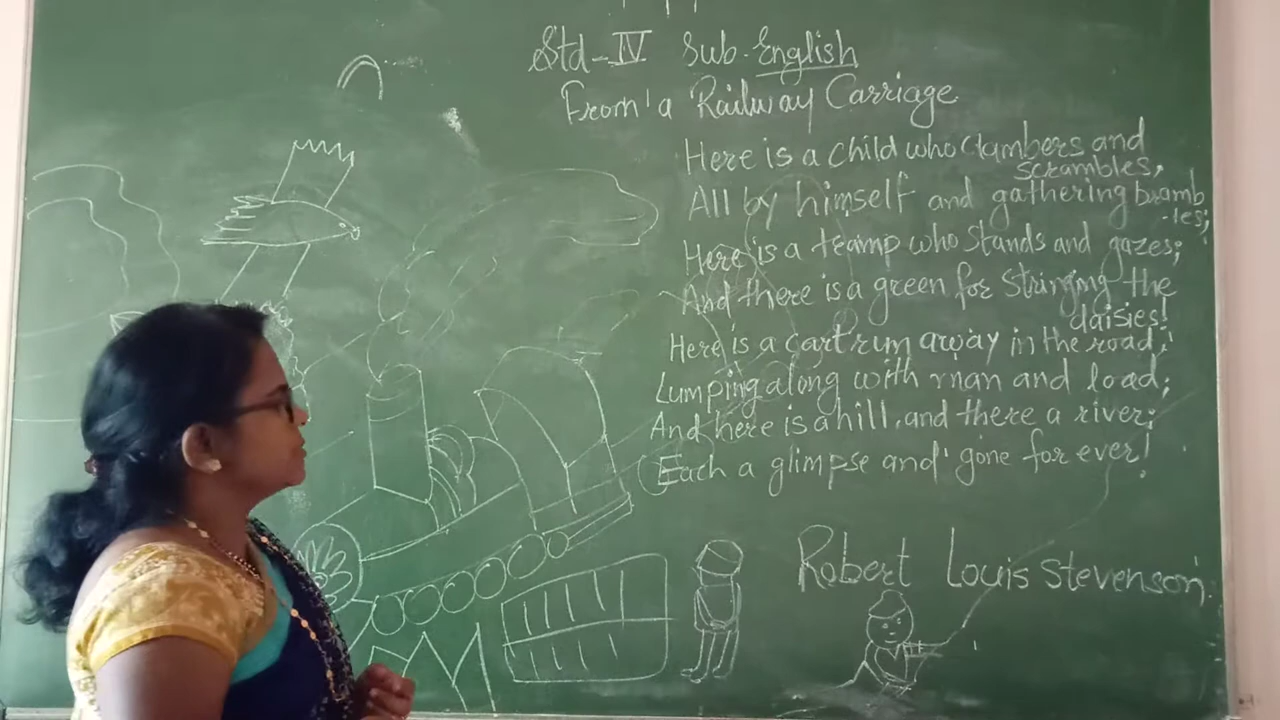 Std-IV Sub-English
From a Railway Carriage
Here is a child who clambers and
scrambles,
All by himself and gathering bramb
-les;
Here is a tramp who stands and gazes;
And there is a green for stringing the
daisies!
Here is a cart run away in the road;
Lumping along with man and load;
And here is a hill, and there a river;
Each a glimpse and gone for ever!
Robert Louis Stevenson